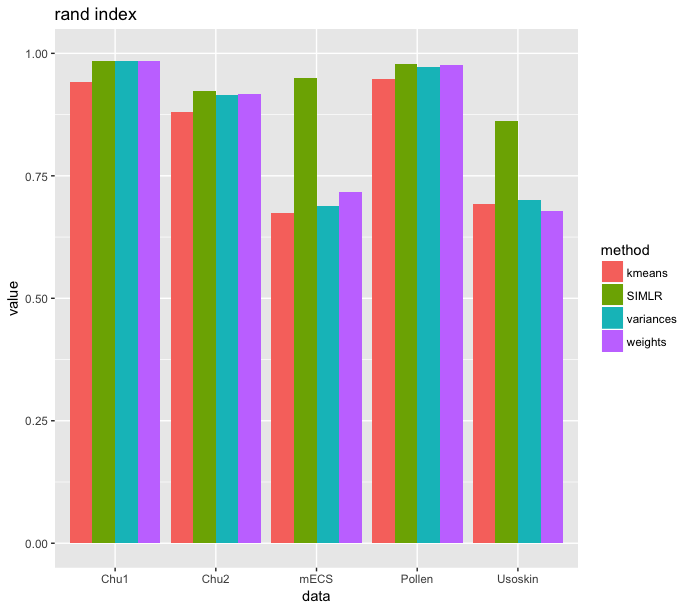 rand index
value
1.00
0.75
0.50
0.25
0.00
Chu1 Chu2 mECS Pollen Usoskin
data
method
kmeans
SIMLR
variances
weights